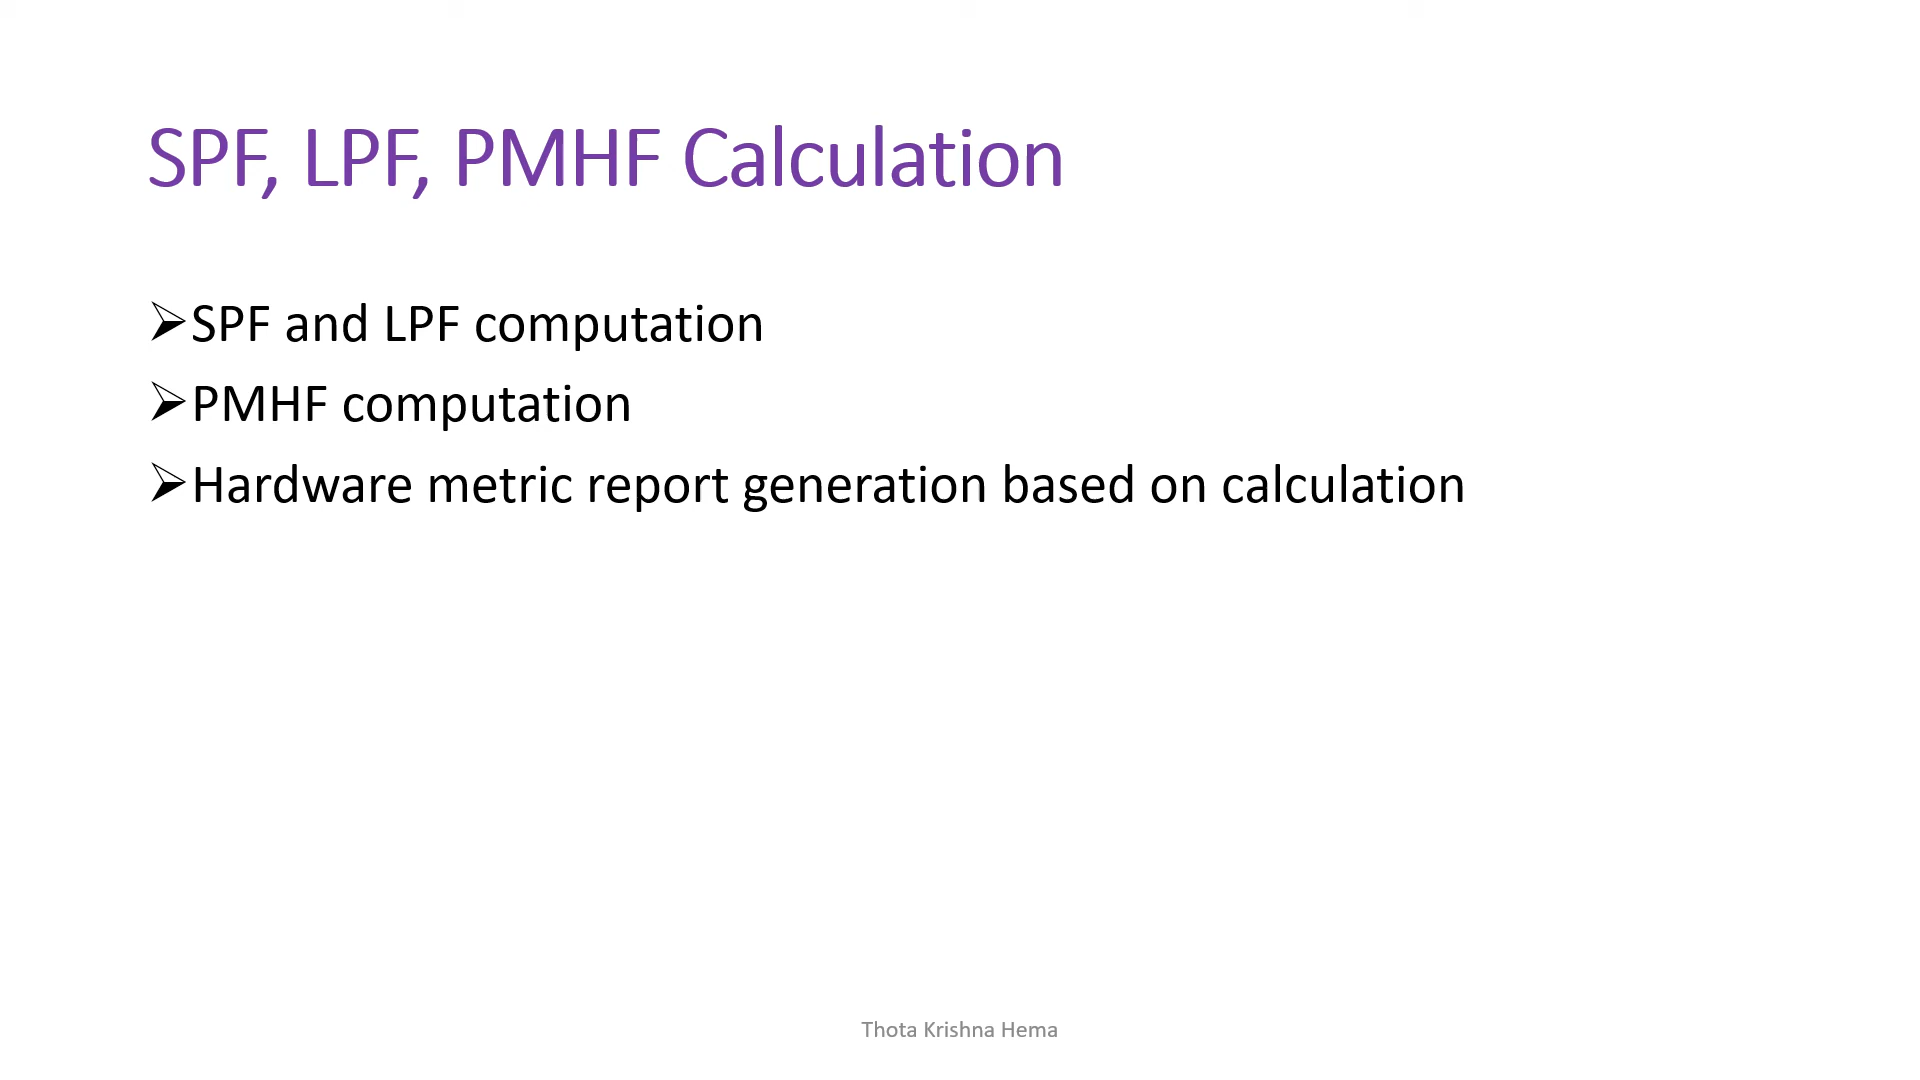 SPF, LPF, PMHF Calculation
➢SPF and LPF computation
➢PMHF computation
➢Hardware metric report generation based on calculation
Thota Krishna Hema